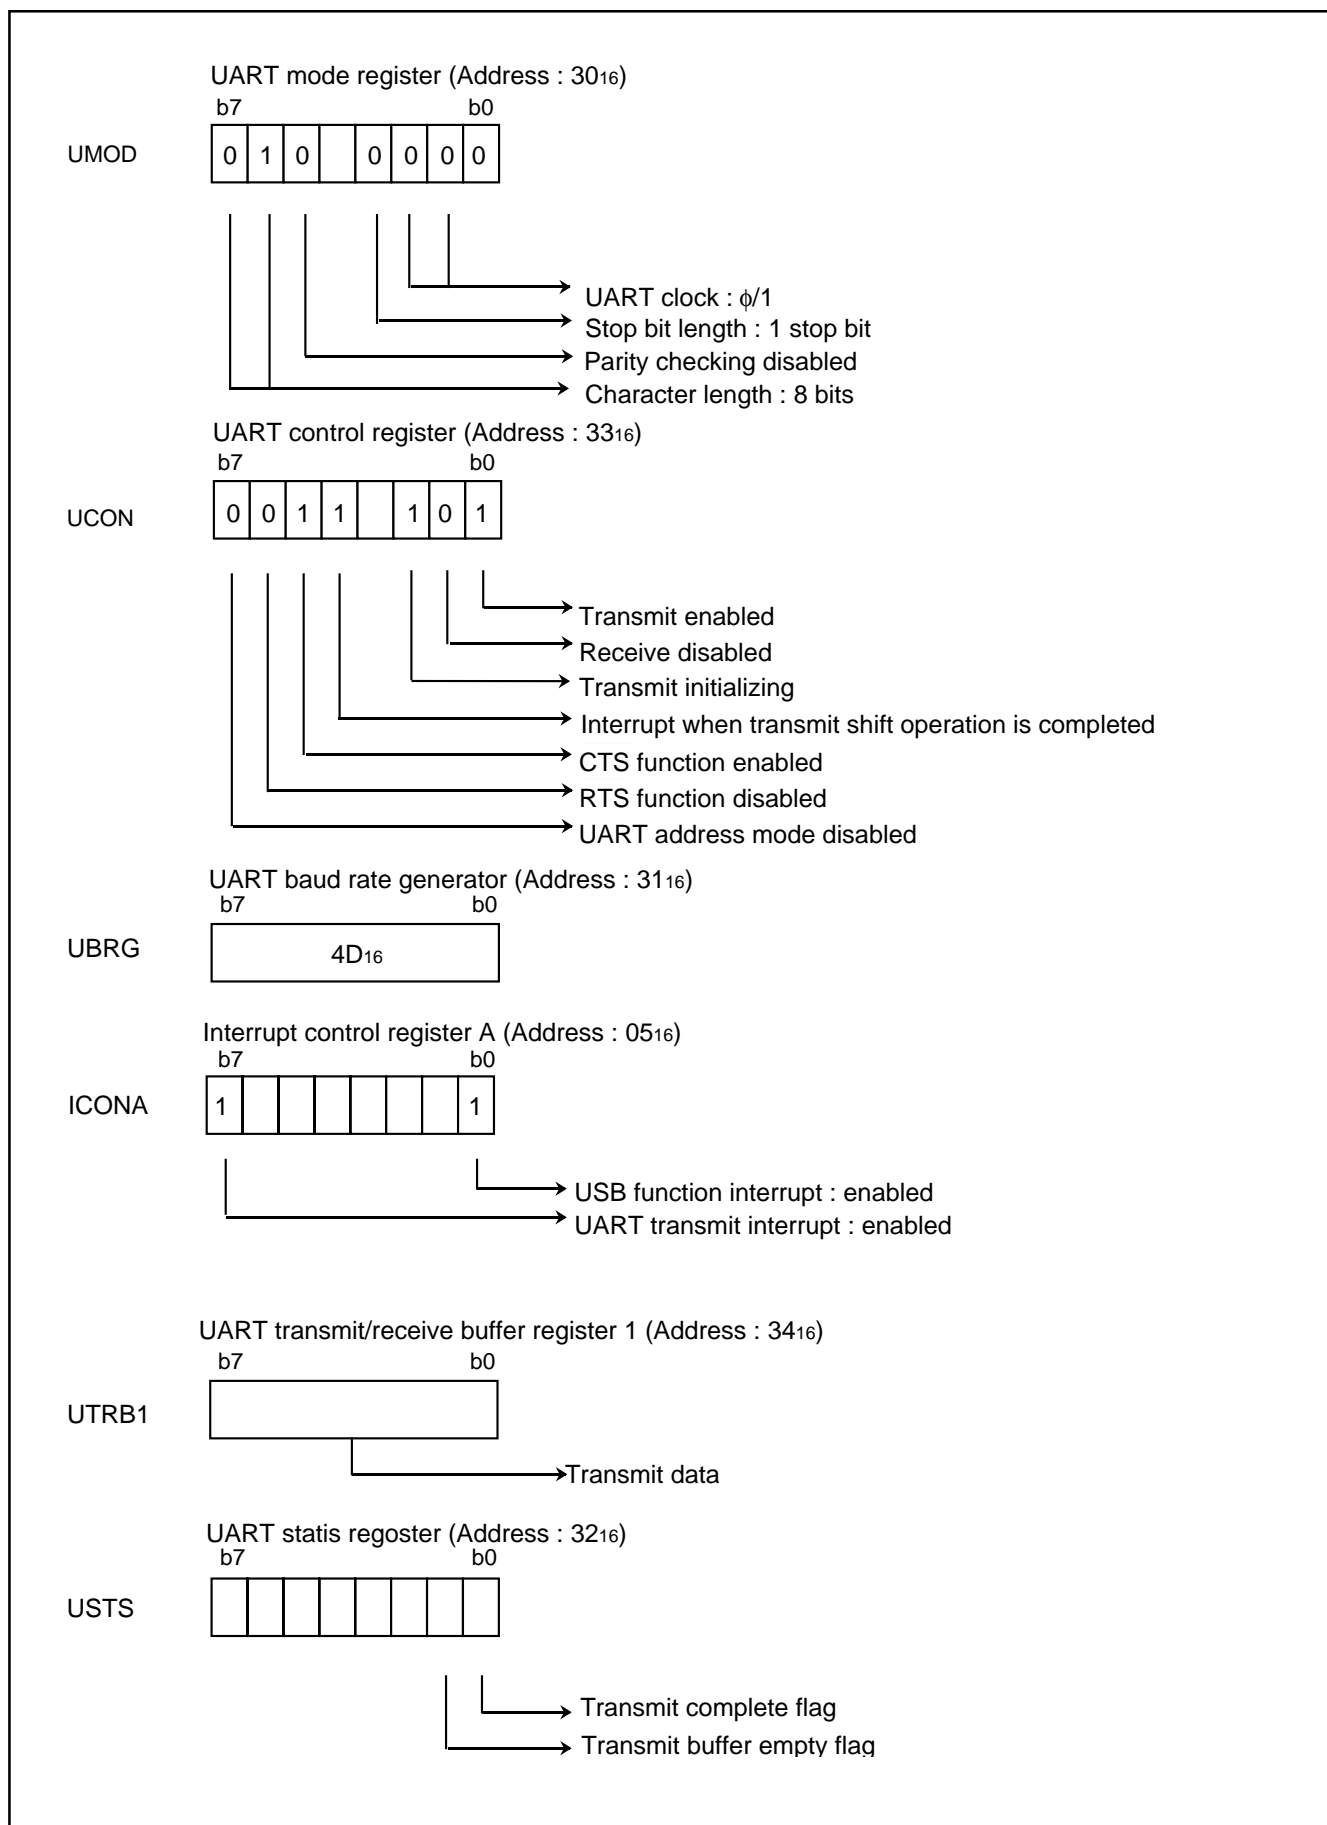 UART mode register (Address : 3016)
b7 b0
UMOD 0 1 0 0 0 0 0
UART clock : ϕ/1
Stop bit length : 1 stop bit
Parity checking disabled
Character length : 8 bits
UART control register (Address : 3316)
b7 b0
UCON 0 0 1 1 1 0 1
Transmit enabled
Receive disabled
Transmit initializing
Interrupt when transmit shift operation is completed
CTS function enabled
RTS function disabled
UART address mode disabled
UART baud rate generator (Address : 3116)
b7 b0
UBRG 4D16
Interrupt control register A (Address : 0516)
b7 b0
ICONA 1 1
USB function interrupt : enabled
UART transmit interrupt : enabled
UART transmit/receive buffer register 1 (Address : 3416)
b7 b0
UTRB1
Transmit data
UART statis regoster (Address : 3216)
b7 b0
USTS
Transmit complete flag
Transmit buffer empty flag